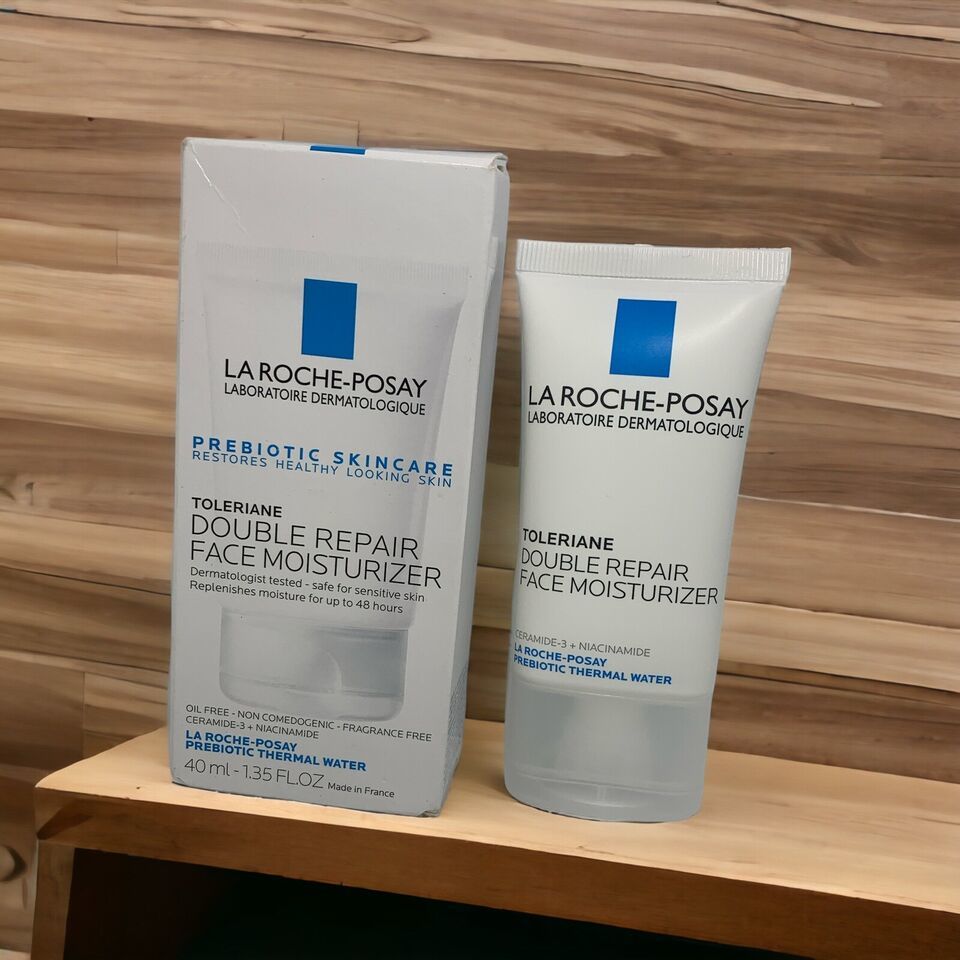 LA ROCHE-POSAY
LABORATOIRE DERMATOLOGIQUE
PREBIOTIC SKINCARE
RESTORES HEALTHY LOOKING SKIN
TOLERIANE
DOUBLE REPAIR
FACE MOISTURIZER
Dermatologist tested - safe for sensitive skin
Replenishes moisture for up to 48 hours
OIL FREE - NON COMEDOGENIC - FRAGRANCE FREE
CERAMIDE-3 + NIACINAMIDE
LA ROCHE-POSAY
PREBIOTIC THERMAL WATER
40 ml - 1.35 FL.OZ Made in France
LA ROCHE-POSAY
LABORATOIRE DERMATOLOGIQUE
TOLERIANE
DOUBLE REPAIR
FACE MOISTURIZER
CERAMIDE-3 + NIACINAMIDE
LA ROCHE-POSAY
PREBIOTIC THERMAL WATER